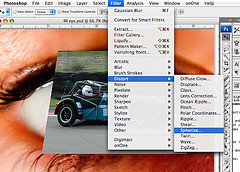 Photoshop File Edit Image Layer Select Filter Analysis View Window
Gaussian Blur
Convert for Smart Filters
Extract...
Filter Gallery...
Liquify...
Pattern Maker...
Vanishing Point...
Artistic
Blur
Brush Strokes
Distort
Noise
Pixelate
Render
Sharpen
Sketch
Stylize
Texture
Video
Other
Digimarc
onOne
Diffuse Glow...
Displace...
Glass...
Lens Correction...
Ocean Ripple...
Pinch...
Polar Coordinates...
Ripple...
Shear...
Spherize...
Twirl...
Wave...
ZigZag...